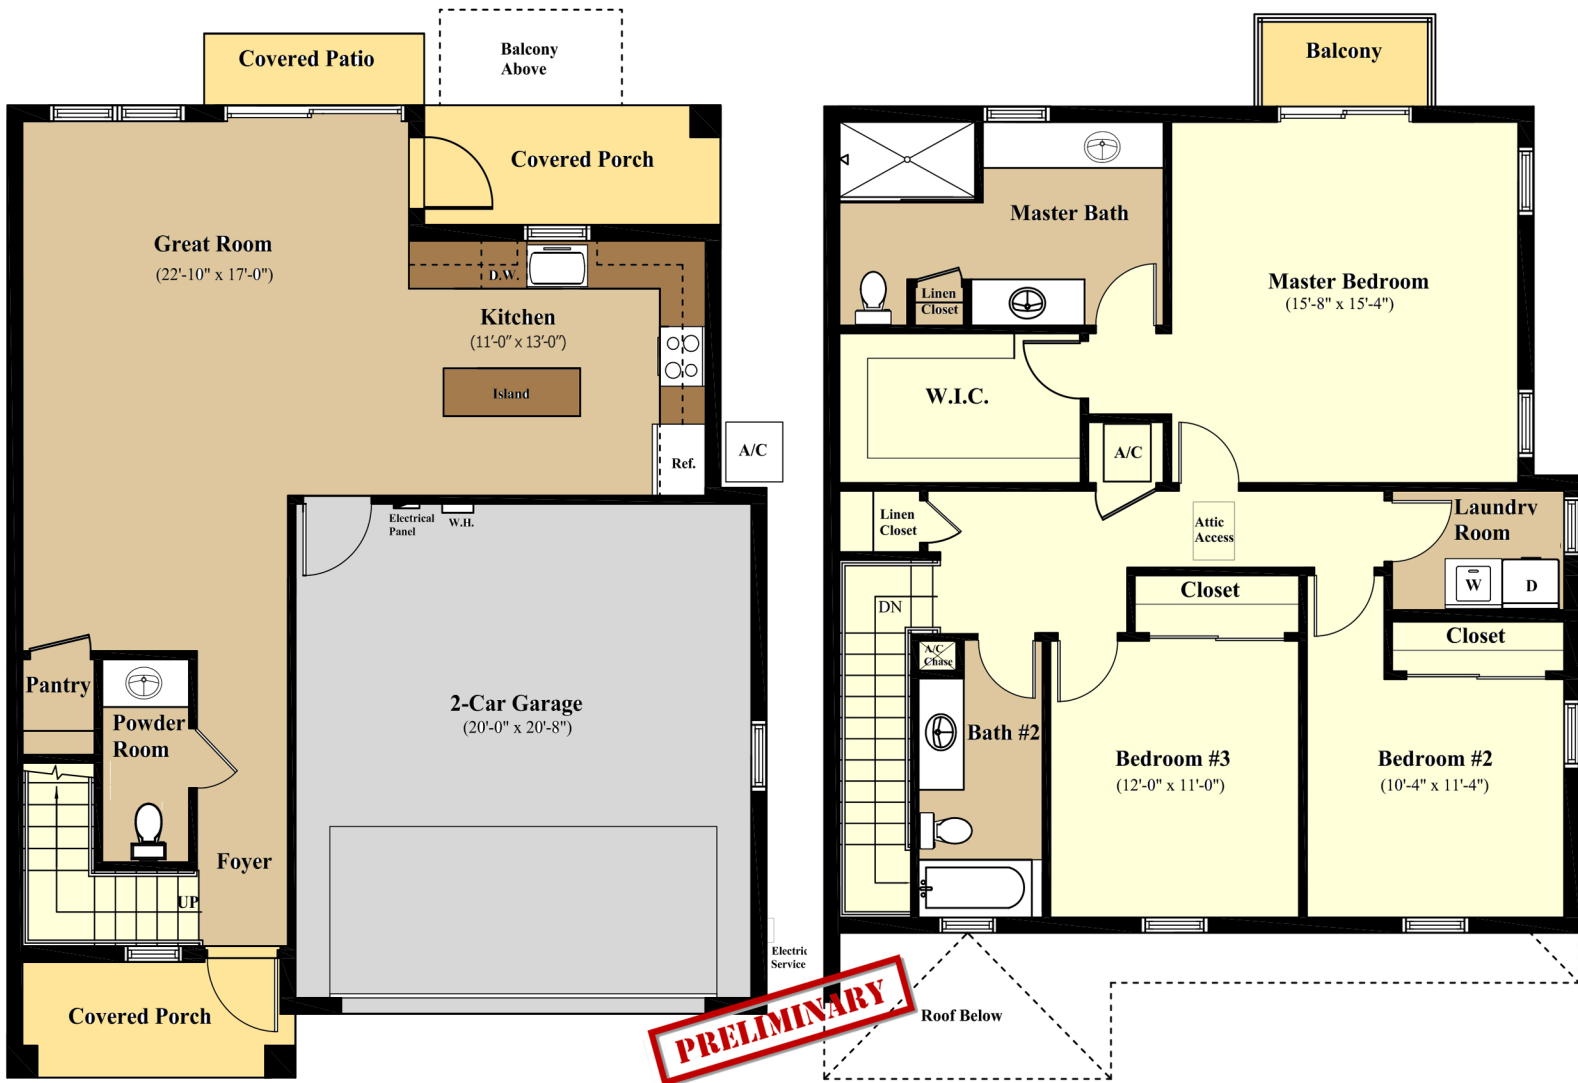 Covered Patio
Balcony
Above
Covered Porch
Great Room
(22'-10" x 17'-0")
D.W.
Kitchen
(11'-0" x 13'-0")
Island
Ref.
A/C
Electrical
Panel
W.H.
Pantry
Powder
Room
2-Car Garage
(20'-0" x 20'-8")
Foyer
UP
Electric
Service
Covered Porch
PRELIMINARY
Balcony
Master Bath
Linen
Closet
Master Bedroom
(15'-8" x 15'-4")
W.I.C.
A/C
Linen
Closet
Attic
Access
Laundry
Room
W
D
DN
Closet
Closet
A/C
Chase
Bath #2
Bedroom #3
(12'-0" x 11'-0")
Bedroom #2
(10'-4" x 11'-4")
Roof Below